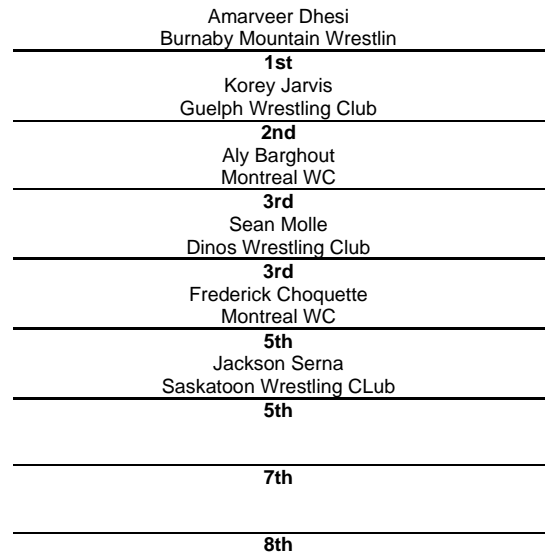 Amarveer Dhesi
Burnaby Mountain Wrestlin
1st
Korey Jarvis
Guelph Wrestling Club
2nd
Aly Barghout
Montreal WC
3rd
Sean Molle
Dinos Wrestling Club
3rd
Frederick Choquette
Montreal WC
5th
Jackson Serna
Saskatoon Wrestling CLub
5th
7th
8th